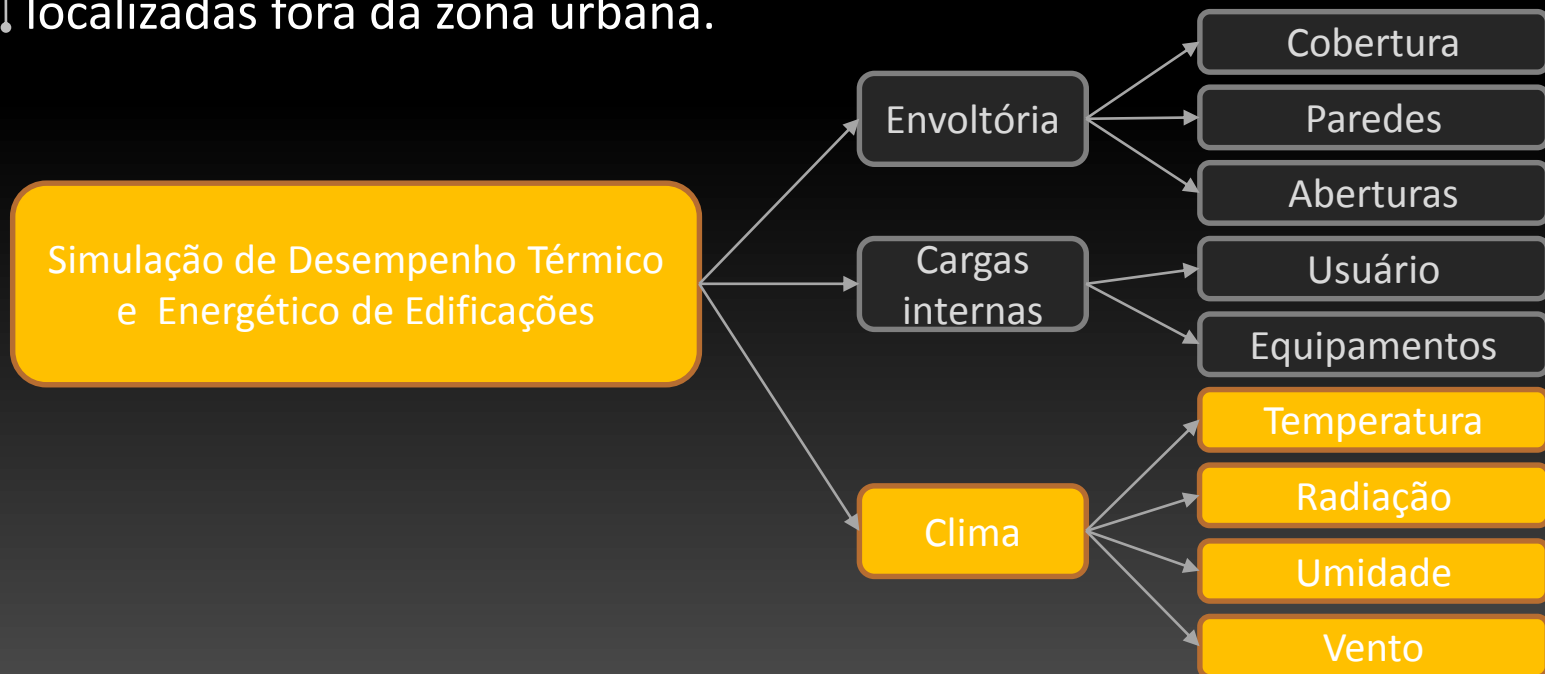 localizadas fora da zona urbana.
Simulação de Desempenho Térmico
e Energético de Edificações
Envoltória
Cargas
internas
Clima
Cobertura
Paredes
Aberturas
Usuário
Equipamentos
Temperatura
Radiação
Umidade
Vento